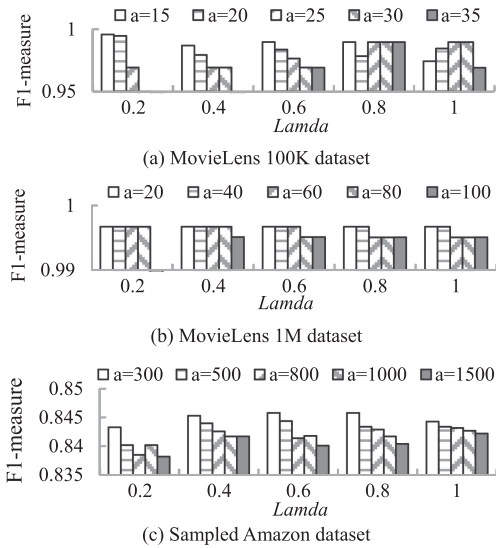 a=15 a=20 a=25 a=30 a=35
F1-measure
1
0.95
0.2 0.4 0.6 0.8 1
Lamda
(a) MovieLens 100K dataset
a=20 a=40 a=60 a=80 a=100
F1-measure
1
0.99
0.2 0.4 0.6 0.8 1
Lamda
(b) MovieLens 1M dataset
a=300 a=500 a=800 a=1000 a=1500
F1-measure
0.85
0.845
0.84
0.835
0.2 0.4 0.6 0.8 1
Lamda
(c) Sampled Amazon dataset